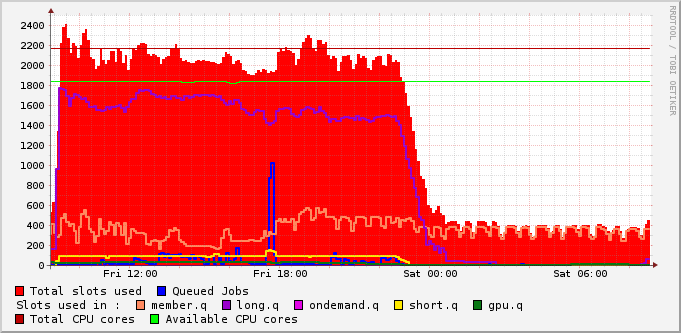 2400
2200
2000
1800
1600
1400
1200
1000
800
600
400
200
0
Fri 12:00 Fri 18:00 Sat 00:00 Sat 06:00
RRDTOOL / TOBI OETIKER
Total slots used Queued Jobs
Slots used in : member.q long.q ondemand.q short.q gpu.q
Total CPU cores Available CPU cores